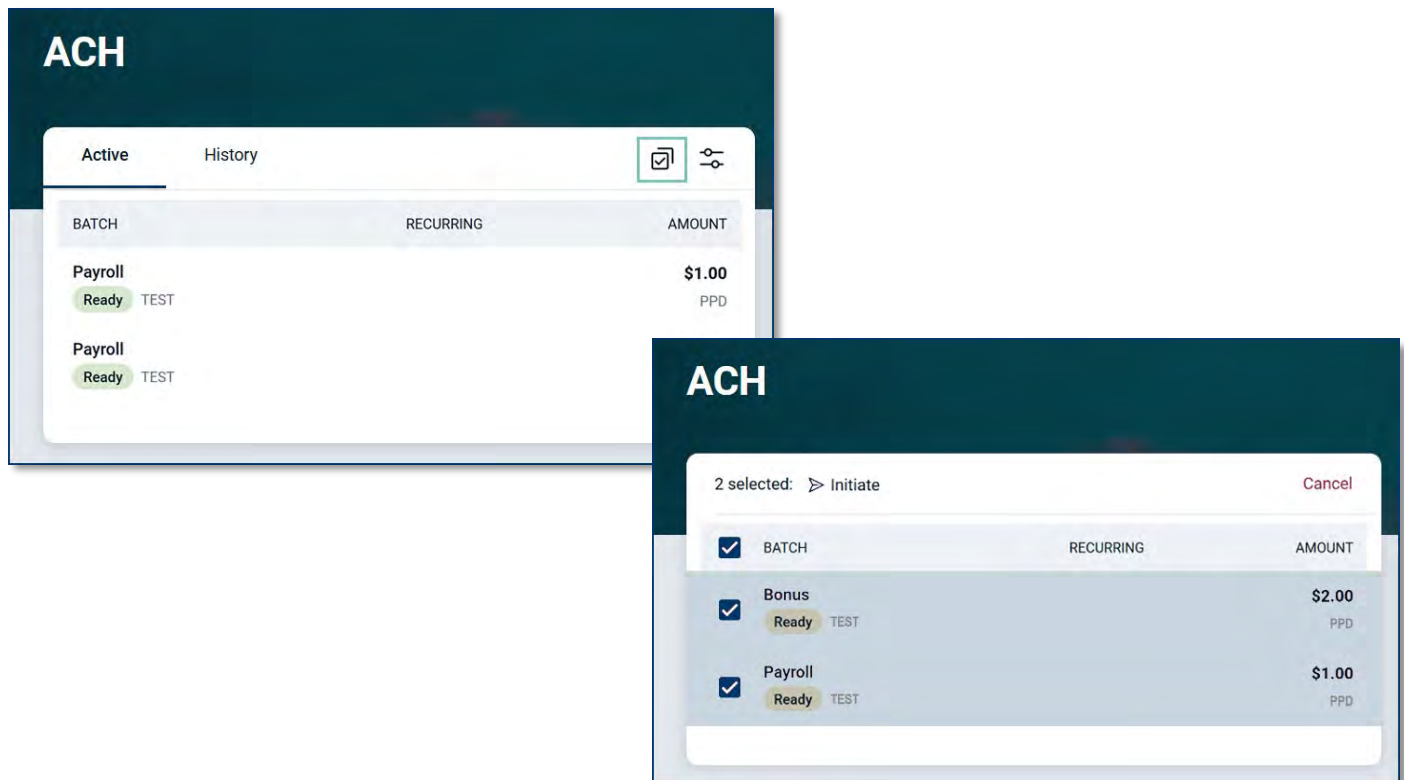 ACH
Active History
BATCH RECURRING AMOUNT
Payroll $1.00
Ready TEST PPD
Payroll
Ready TEST
ACH
2 selected: Initiate Cancel
BATCH RECURRING AMOUNT
Bonus $2.00
Ready TEST PPD
Payroll $1.00
Ready TEST PPD